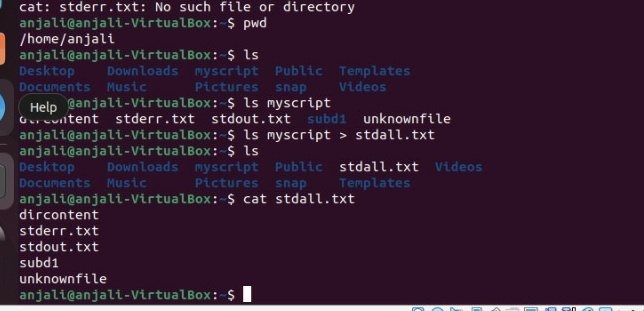 cat: stderr.txt: No such file or directory
anjali@anjali-VirtualBox:~$ pwd
/home/anjali
anjali@anjali-VirtualBox:~$ ls
Desktop Downloads myscript Public Templates
Documents Music Pictures snap Videos
Help @anjali-VirtualBox:~$ ls myscript
dircontent stderr.txt stdout.txt subd1 unknownfile
anjali@anjali-VirtualBox:~$ ls myscript > stdall.txt
anjali@anjali-VirtualBox:~$ ls
Desktop Downloads myscript Public stdall.txt Videos
Documents Music Pictures snap Templates
anjali@anjali-VirtualBox:~$ cat stdall.txt
dircontent
stderr.txt
stdout.txt
subd1
unknownfile
anjali@anjali-VirtualBox:~$